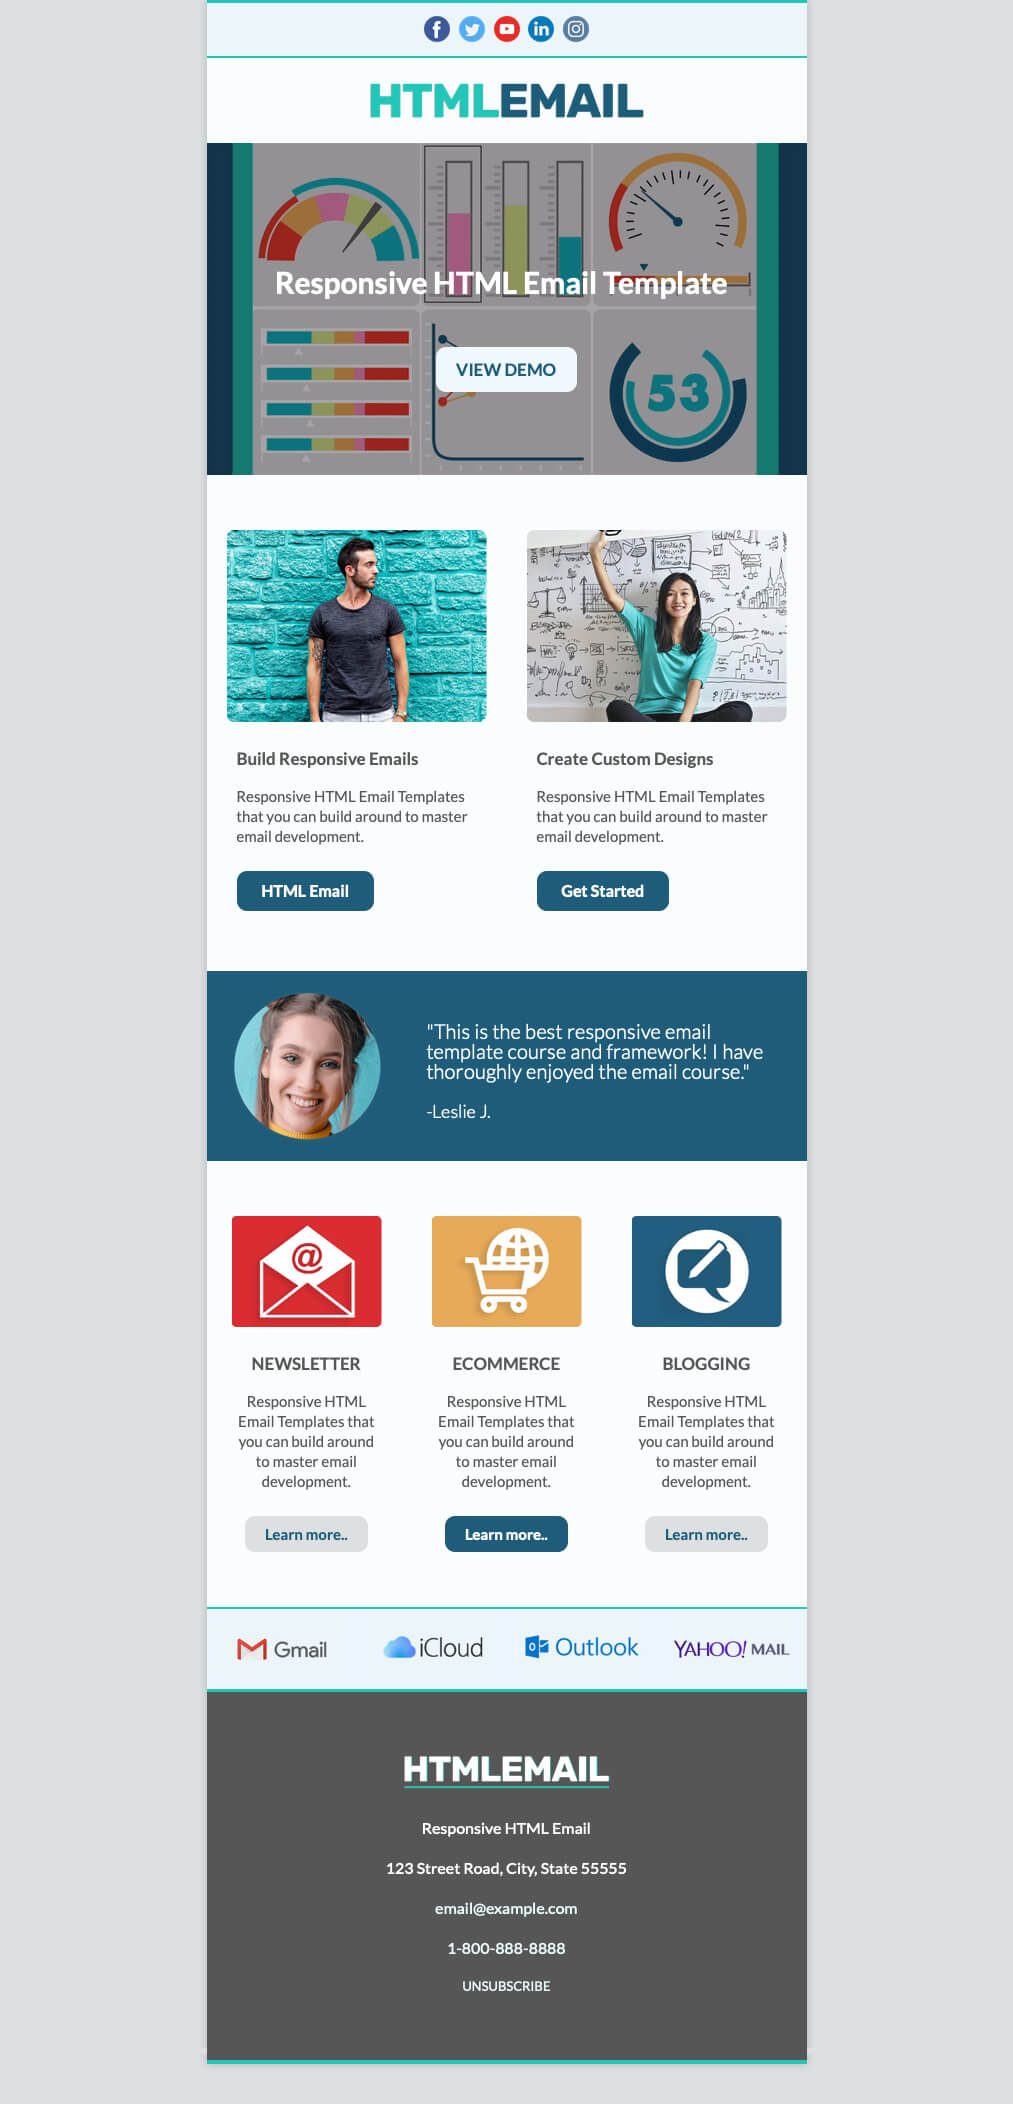 HTMLEMAIL
Responsive HTML Email Template
VIEW DEMO
53
Build Responsive Emails
Responsive HTML Email Templates
that you can build around to master
email development.
HTML Email
Create Custom Designs
Responsive HTML Email Templates
that you can build around to master
email development.
Get Started
"This is the best responsive email
template course and framework! I have
thoroughly enjoyed the email course."
-Leslie J.
NEWSLETTER
Responsive HTML
Email Templates that
you can build around
to master email
development.
Learn more..
ECOMMERCE
Responsive HTML
Email Templates that
you can build around
to master email
development.
Learn more..
BLOGGING
Responsive HTML
Email Templates that
you can build around
to master email
development.
Learn more..
Gmail
iCloud
Outlook
YAHOO! MAIL
HTMLEMAIL
Responsive HTML Email
123 Street Road, City, State 55555
email@example.com
1-800-888-8888
UNSUBSCRIBE